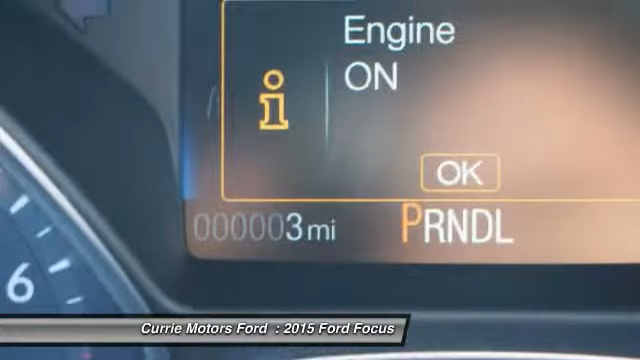 Engine
ON
i
OK
000003mi PRNDL
6
Currie Motors Ford : 2015 Ford Focus